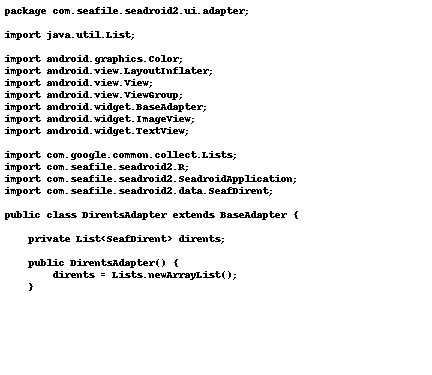 package com.seafile.seadroid2.ui.adapter;

import java.util.List;

import android.graphics.Color;
import android.view.LayoutInflater;
import android.view.View;
import android.view.ViewGroup;
import android.widget.BaseAdapter;
import android.widget.ImageView;
import android.widget.TextView;

import com.google.common.collect.Lists;
import com.seafile.seadroid2.R;
import com.seafile.seadroid2.SeadroidApplication;
import com.seafile.seadroid2.data.SeafDirent;

public class DirentsAdapter extends BaseAdapter {

    private List<SeafDirent> dirents;

    public DirentsAdapter() {
        dirents = Lists.newArrayList();
    }